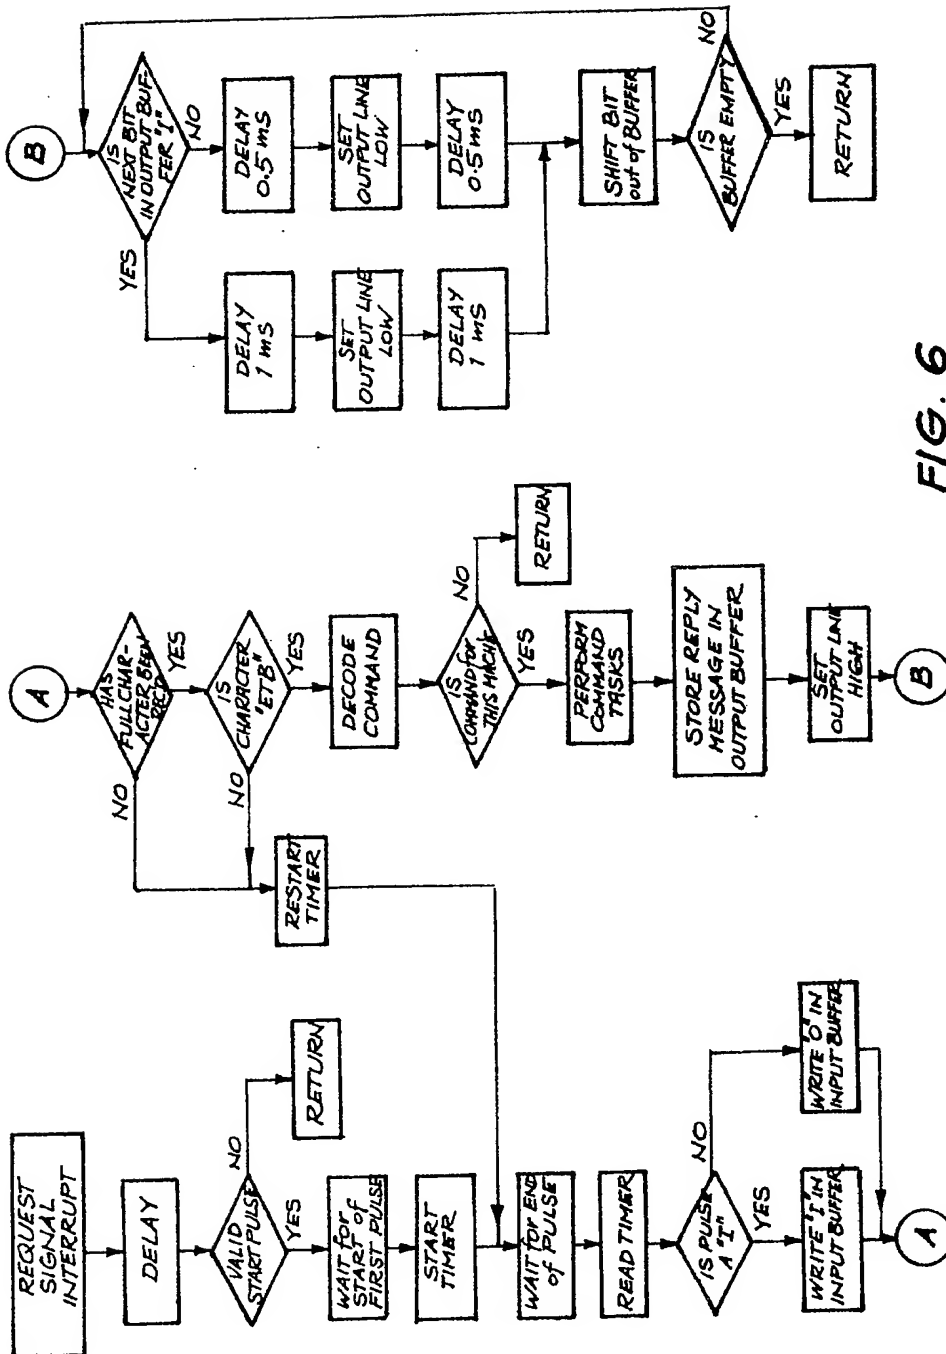 REQUEST
SIGNAL
INTERRUPT
DELAY
VALID
START PULSE
NO
RETURN
YES
WAIT for
START of
FIRST PULSE
START
TIMER
WAIT for END
of PULSE
READ TIMER
IS PULSE
A "1"
NO
YES
WRITE "1" IN
INPUT BUFFER
WRITE "0" IN
INPUT BUFFER
A
A
HAS
FULL CHAR-
ACTER BEEN
REC'D
NO
YES
IS
CHARACTER
"ETB"
NO
YES
RESTART
TIMER
DECODE
COMMAND
IS
COMMAND for
THIS MACH'E
NO
RETURN
YES
PERFORM
COMMAND
TASKS
STORE REPLY
MESSAGE IN
OUTPUT BUFFER
SET
OUTPUT LINE
HIGH
B
B
IS
NEXT BIT
IN OUTPUT BUF-
FER "1"
YES
NO
DELAY
1 mS
SET
OUTPUT LINE
LOW
DELAY
1 mS
DELAY
0.5 mS
SET
OUTPUT LINE
LOW
DELAY
0.5 mS
SHIFT BIT
out of BUFFER
IS
BUFFER EMPTY
NO
YES
RETURN
FIG. 6